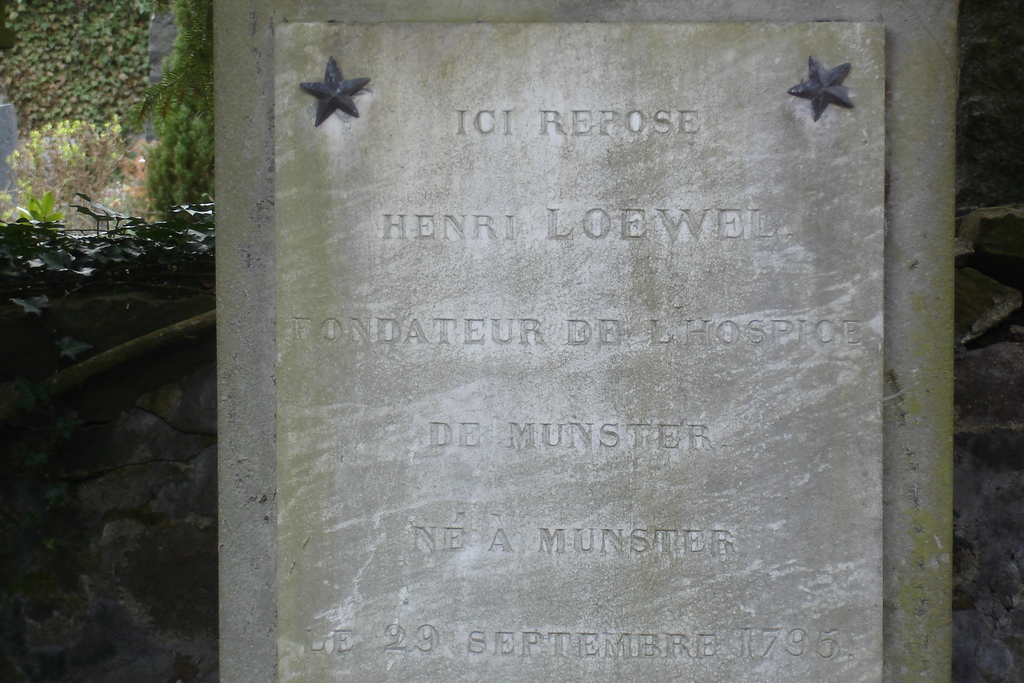 ICI REPOSE
HENRI LOEWEL.
FONDATEUR DE L'HOSPICE
DE MUNSTER.
NÉ A MUNSTER
LE 29 SEPTEMBRE 1795.